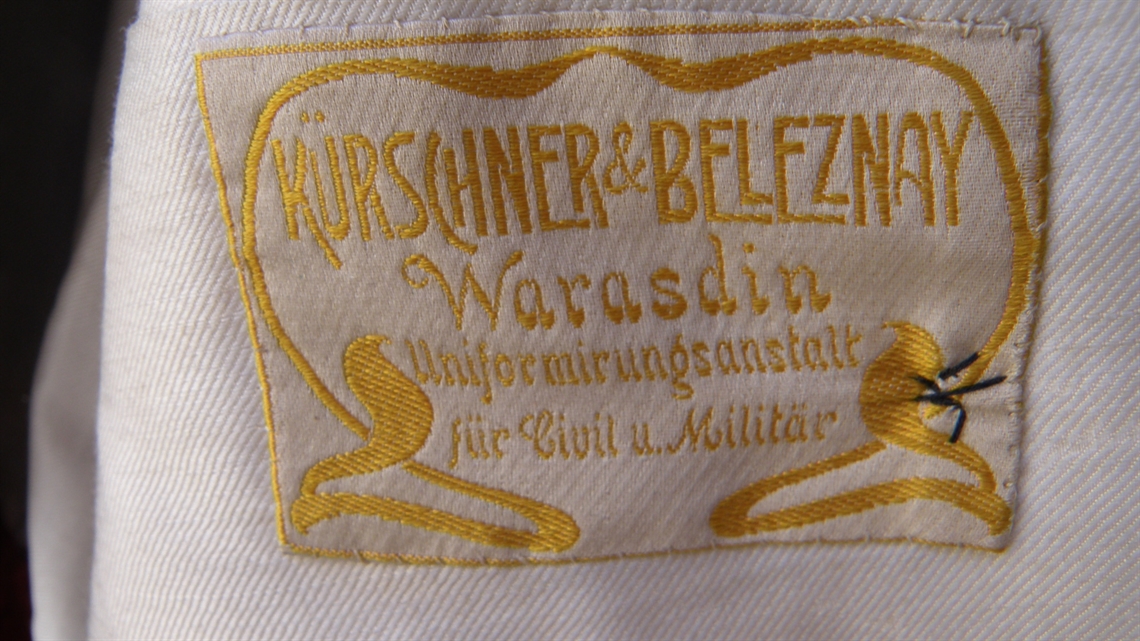 KÜRSCHNER & BELEZNAY
Warasdin
Uniformirungsanstalt
für Civil u. Militär